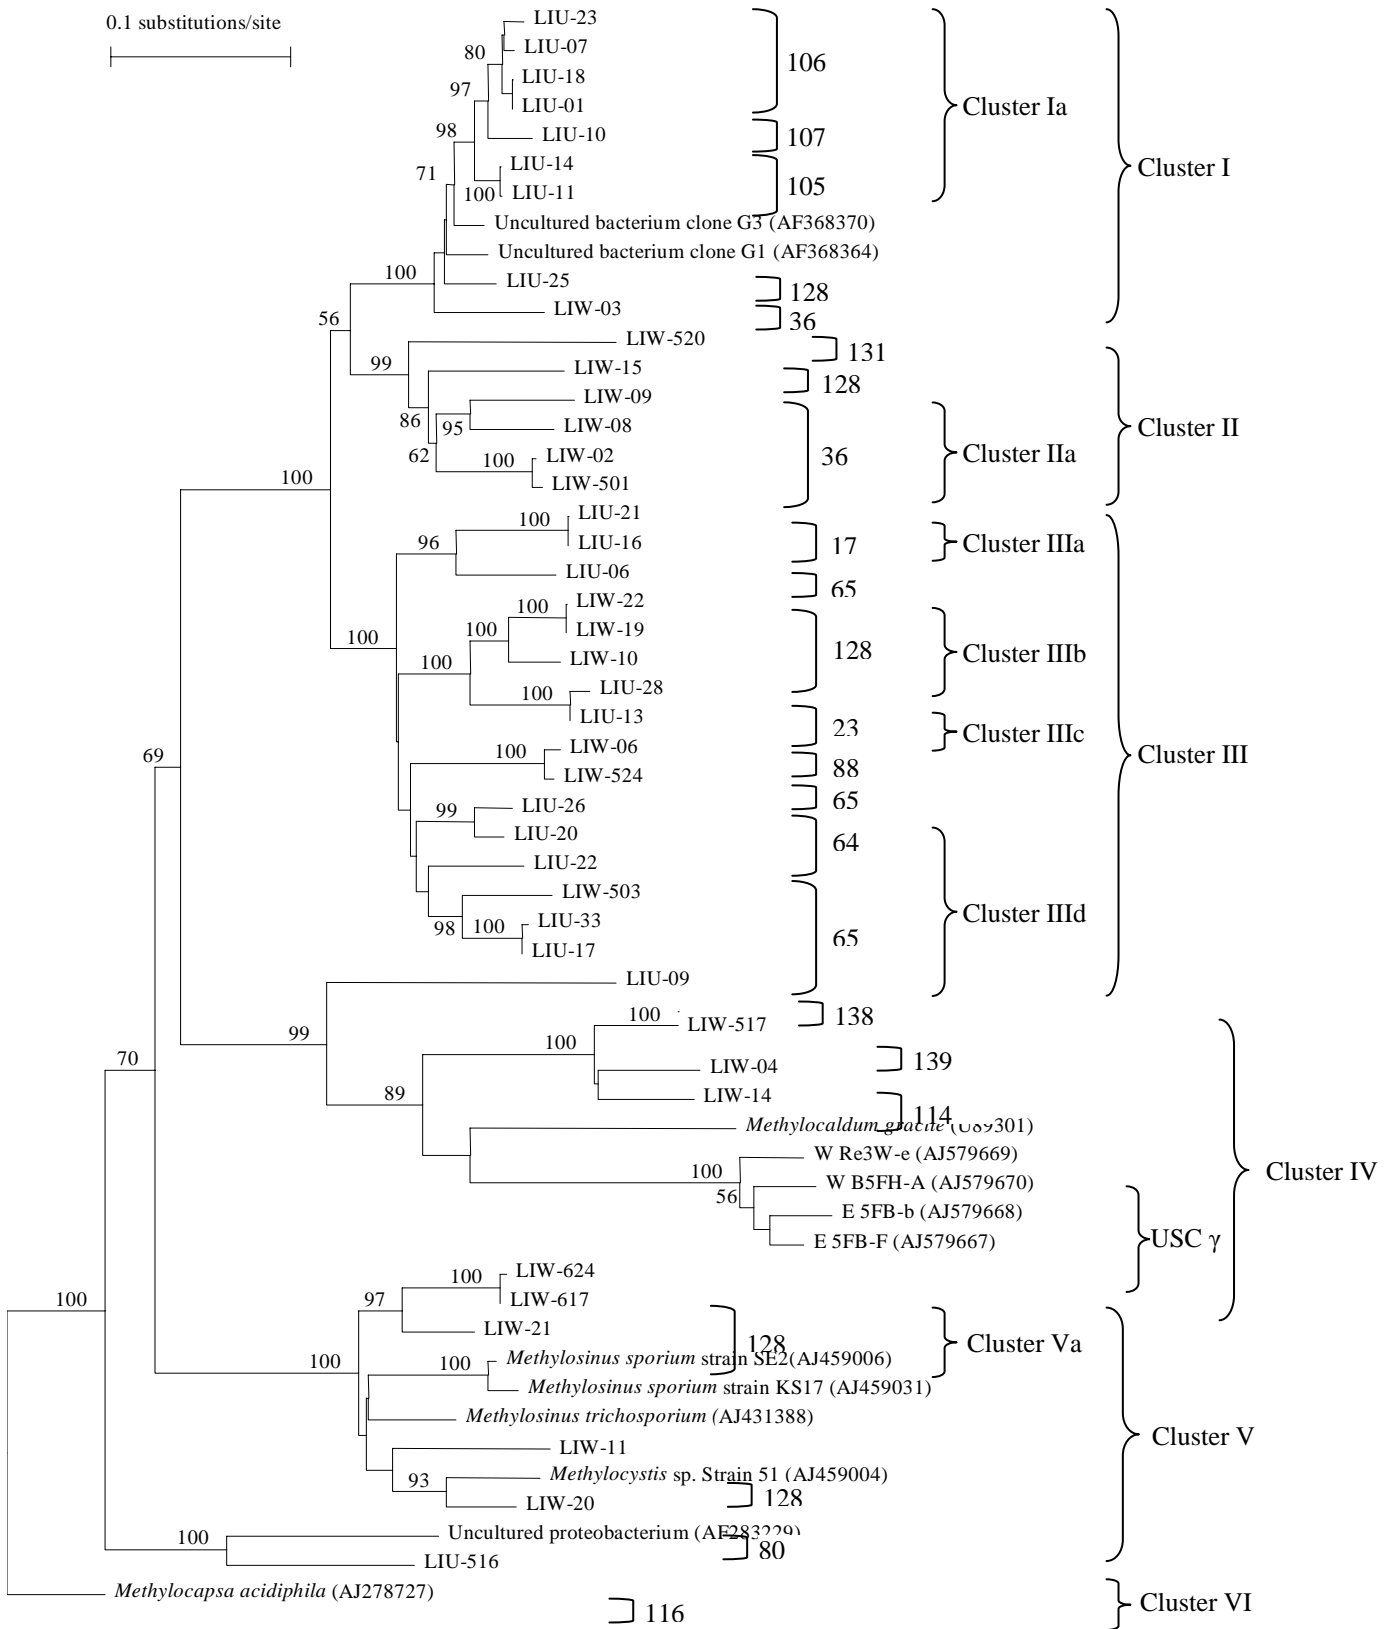 0.1 substitutions/site
LIU-23
LIU-07
80
106
LIU-18
97
LIU-01
Cluster Ia
98
LIU-10
107
LIU-14
Cluster I
71
100
LIU-11
105
Uncultured bacterium clone G3 (AF368370)
Uncultured bacterium clone G1 (AF368364)
100
LIU-25
128
LIW-03
36
56
LIW-520
131
99
LIW-15
128
LIW-09
86
95
LIW-08
Cluster II
62
100
LIW-02
36
Cluster IIa
100
LIW-501
LIU-21
100
96
LIU-16
17
Cluster IIIa
LIU-06
65
LIW-22
100
LIW-19
100
100
128
Cluster IIIb
100
LIW-10
LIU-28
100
LIU-13
23
Cluster IIIc
69
100
LIW-06
Cluster III
LIW-524
88
LIU-26
65
99
LIU-20
64
LIU-22
LIW-503
98
100
LIU-33
Cluster IIId
65
LIU-17
LIU-09
100
LIW-517
138
99
100
70
LIW-04
139
89
LIW-14
114
Methylocaldum gracile (U89301)
W Re3W-e (AJ579669)
100
Cluster IV
56
W B5FH-A (AJ579670)
E 5FB-b (AJ579668)
E 5FB-F (AJ579667)
USC γ
100
LIW-624
100
97
LIW-617
LIW-21
128
Cluster Va
100
100
Methylosinus sporium strain SE2(AJ459006)
Methylosinus sporium strain KS17 (AJ459031)
Methylosinus trichosporium (AJ431388)
Cluster V
LIW-11
93
Methylocystis sp. Strain 51 (AJ459004)
LIW-20
128
100
Uncultured proteobacterium (AF283229)
LIU-516
80
Methylocapsa acidiphila (AJ278727)
116
Cluster VI